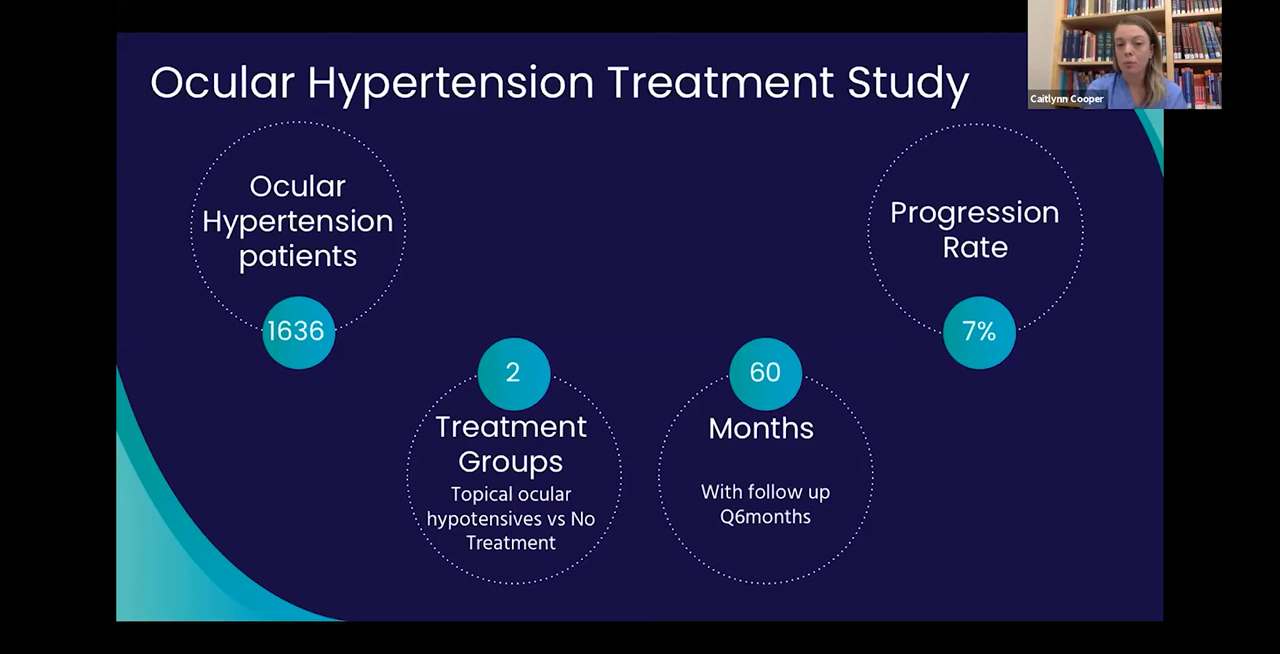 Ocular Hypertension Treatment Study
Caitlynn Cooper
Ocular
Hypertension
patients
1636
2
Treatment
Groups
Topical ocular
hypotensives vs No
Treatment
60
Months
With follow up
Q6months
Progression
Rate
7%